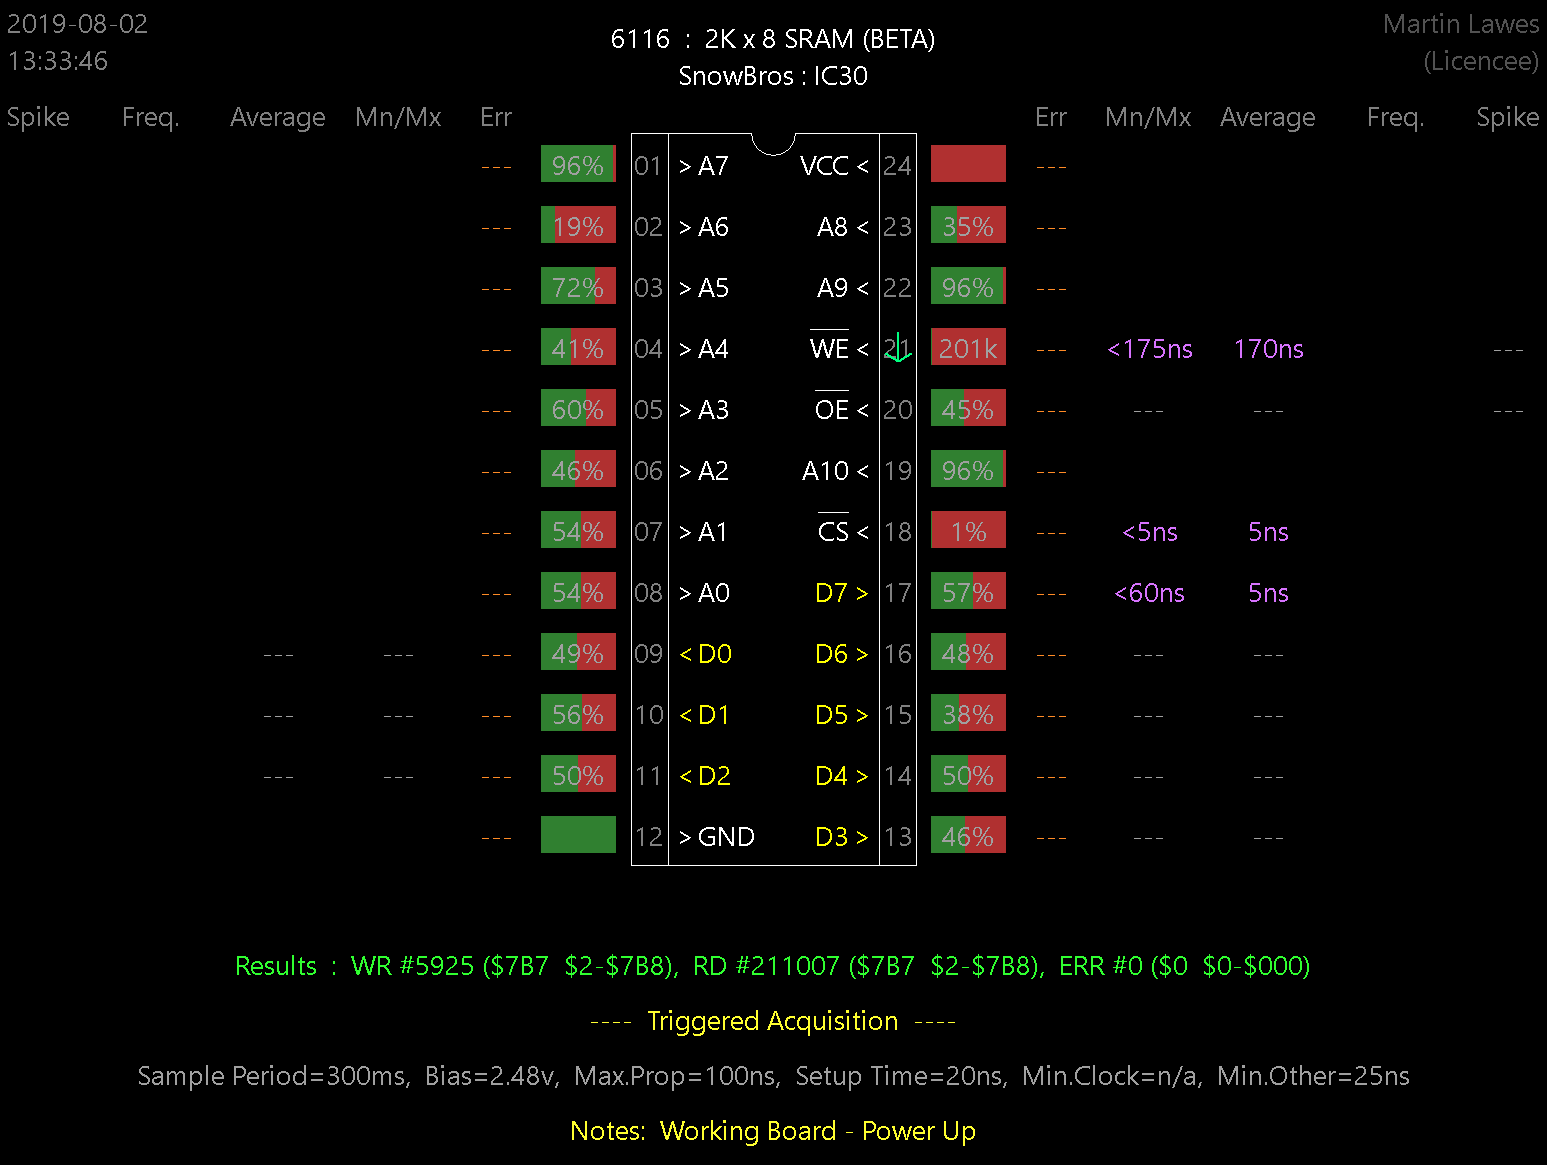 2019-08-02
13:33:46
6116 : 2K x 8 SRAM (BETA)
SnowBros : IC30
Martin Lawes
(Licencee)
Spike Freq. Average Mn/Mx Err Err Mn/Mx Average Freq. Spike
--- 96% 01 > A7 VCC < 24 ---
--- 19% 02 > A6 A8 < 23 35% ---
--- 72% 03 > A5 A9 < 22 96% ---
--- 41% 04 > A4 WE < 21 201k --- <175ns 170ns ---
--- 60% 05 > A3 OE < 20 45% --- --- --- ---
--- 46% 06 > A2 A10 < 19 96% ---
--- 54% 07 > A1 CS < 18 1% --- <5ns 5ns
--- 54% 08 > A0 D7 > 17 57% --- <60ns 5ns
--- --- --- 49% 09 < D0 D6 > 16 48% --- --- ---
--- --- --- 56% 10 < D1 D5 > 15 38% --- --- ---
--- --- --- 50% 11 < D2 D4 > 14 50% --- --- ---
--- 12 > GND D3 > 13 46% --- --- ---
Results : WR #5925 ($7B7 $2-$7B8), RD #211007 ($7B7 $2-$7B8), ERR #0 ($0 $0-$000)
---- Triggered Acquisition ----
Sample Period=300ms, Bias=2.48v, Max.Prop=100ns, Setup Time=20ns, Min.Clock=n/a, Min.Other=25ns
Notes: Working Board - Power Up